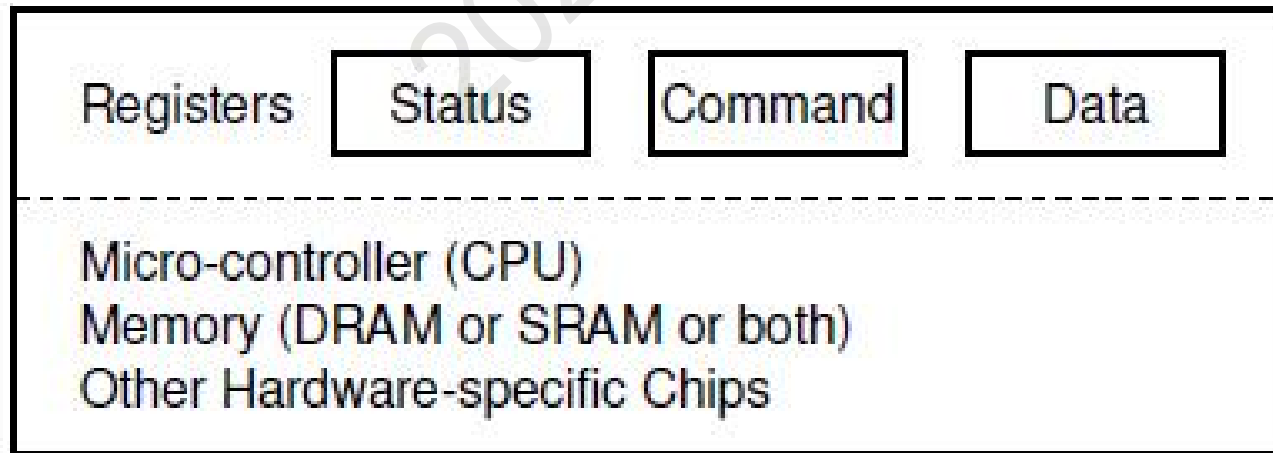 Registers Status Command Data
Micro-controller (CPU)
Memory (DRAM or SRAM or both)
Other Hardware-specific Chips